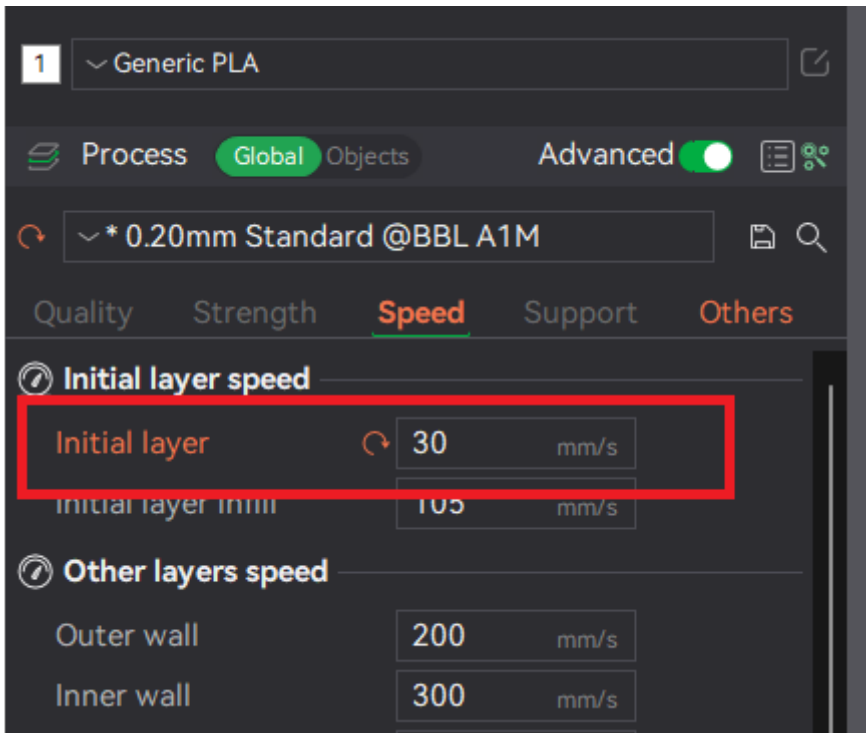 1 Generic PLA
Process Global Objects Advanced
* 0.20mm Standard @BBL A1M
Quality Strength Speed Support Others
Initial layer speed
Initial layer 30 mm/s
Initial layer infill 105 mm/s
Other layers speed
Outer wall 200 mm/s
Inner wall 300 mm/s